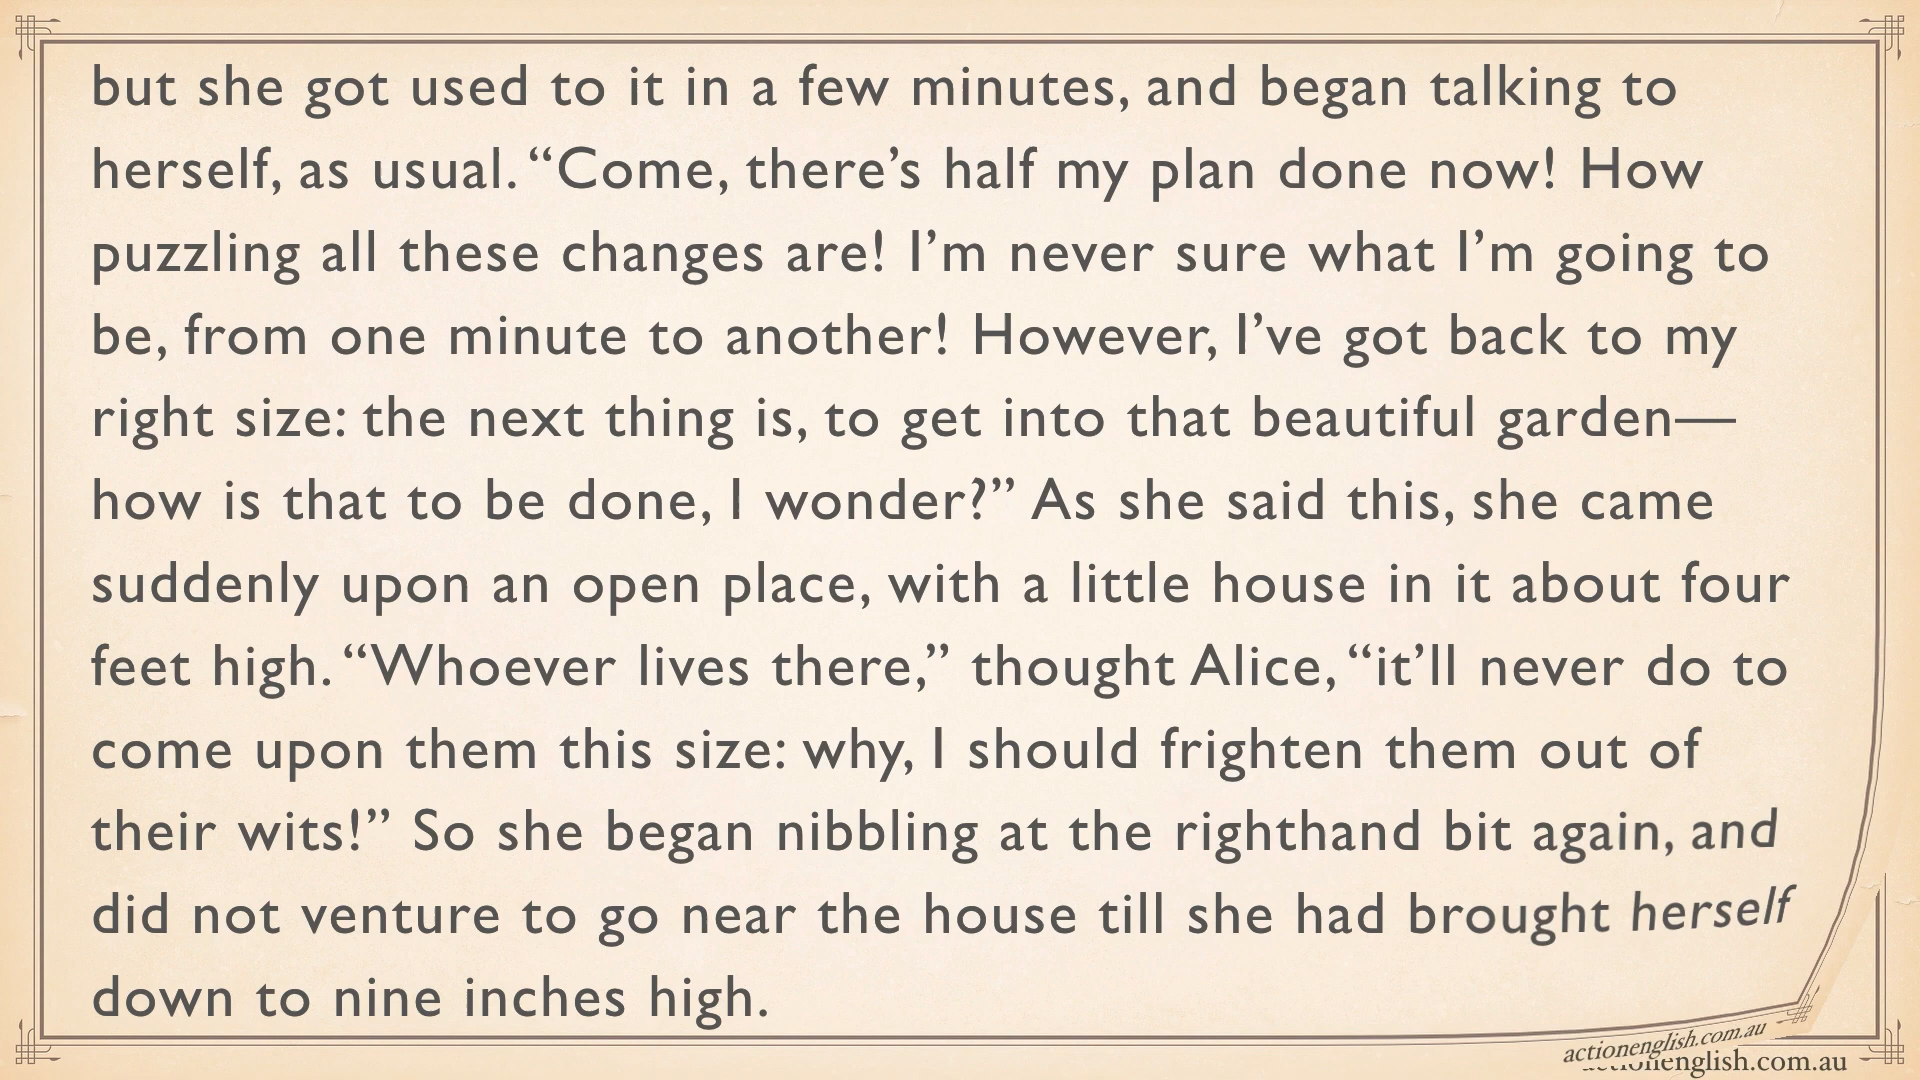 but she got used to it in a few minutes, and began talking to
herself, as usual. “Come, there’s half my plan done now! How
puzzling all these changes are! I’m never sure what I’m going to
be, from one minute to another! However, I’ve got back to my
right size: the next thing is, to get into that beautiful garden—
how is that to be done, I wonder?” As she said this, she came
suddenly upon an open place, with a little house in it about four
feet high. “Whoever lives there,” thought Alice, “it’ll never do to
come upon them this size: why, I should frighten them out of
their wits!” So she began nibbling at the righthand bit again, and
did not venture to go near the house till she had brought herself
down to nine inches high.
actionenglish.com.au
actionenglish.com.au